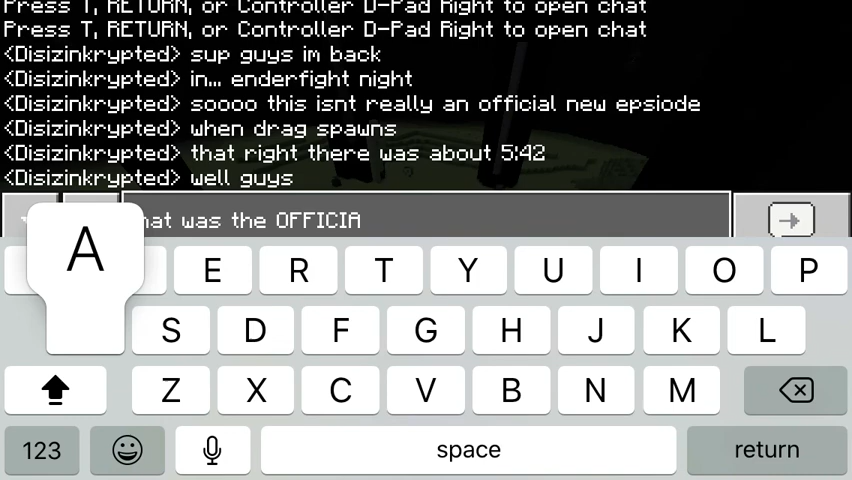 Press T, RETURN, or Controller D-Pad Right to open chat
Press T, RETURN, or Controller D-Pad Right to open chat
<Disizinkrypted> sup guys im back
<Disizinkrypted> in... enderfight night
<Disizinkrypted> soooo this isnt really an official new epsiode
<Disizinkrypted> when drag spawns
<Disizinkrypted> that right there was about 5:42
<Disizinkrypted> well guys
hat was the OFFICIA
A
E R T Y U I O P
S D F G H J K L
Z X C V B N M
123 space return